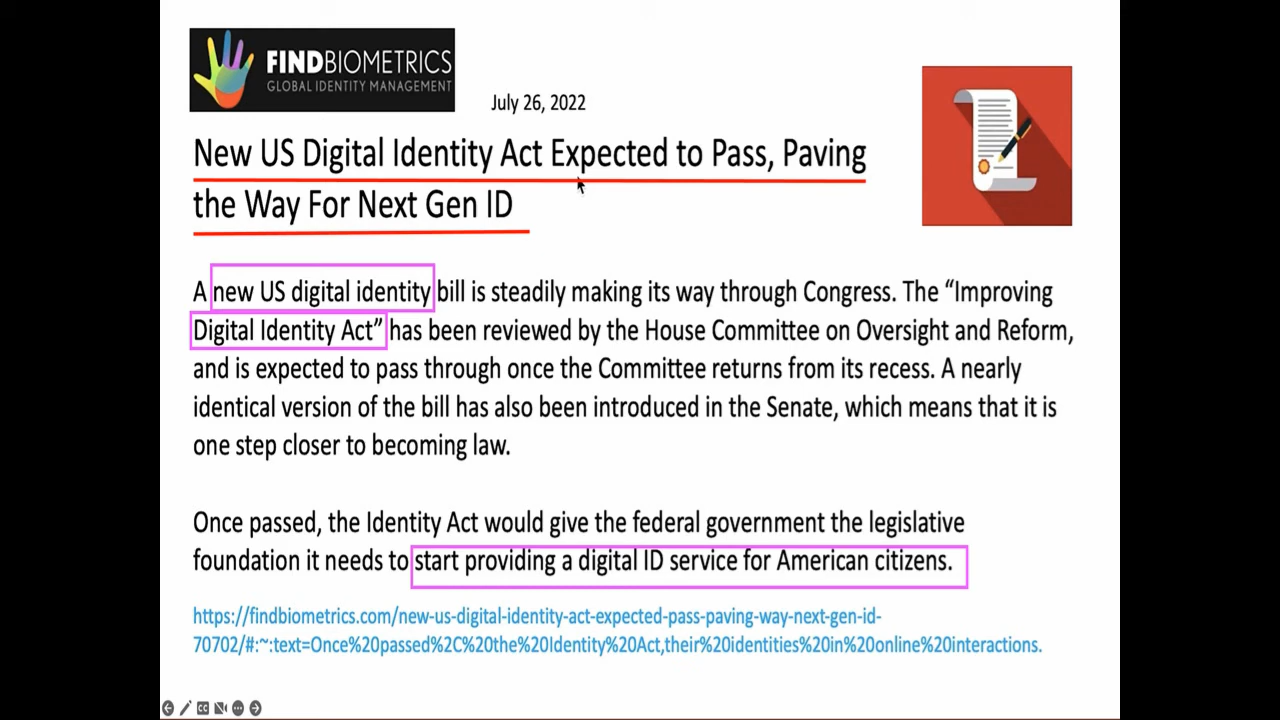 FINDBIOMETRICS
GLOBAL IDENTITY MANAGEMENT
July 26, 2022
New US Digital Identity Act Expected to Pass, Paving
the Way For Next Gen ID
A new US digital identity bill is steadily making its way through Congress. The “Improving
Digital Identity Act” has been reviewed by the House Committee on Oversight and Reform,
and is expected to pass through once the Committee returns from its recess. A nearly
identical version of the bill has also been introduced in the Senate, which means that it is
one step closer to becoming law.
Once passed, the Identity Act would give the federal government the legislative
foundation it needs to start providing a digital ID service for American citizens.
https://findbiometrics.com/new-us-digital-identity-act-expected-pass-paving-way-next-gen-id-
70702/#:~:text=Once%20passed%2C%20the%20Identity%20Act,their%20identities%20in%20online%20interactions.
CC